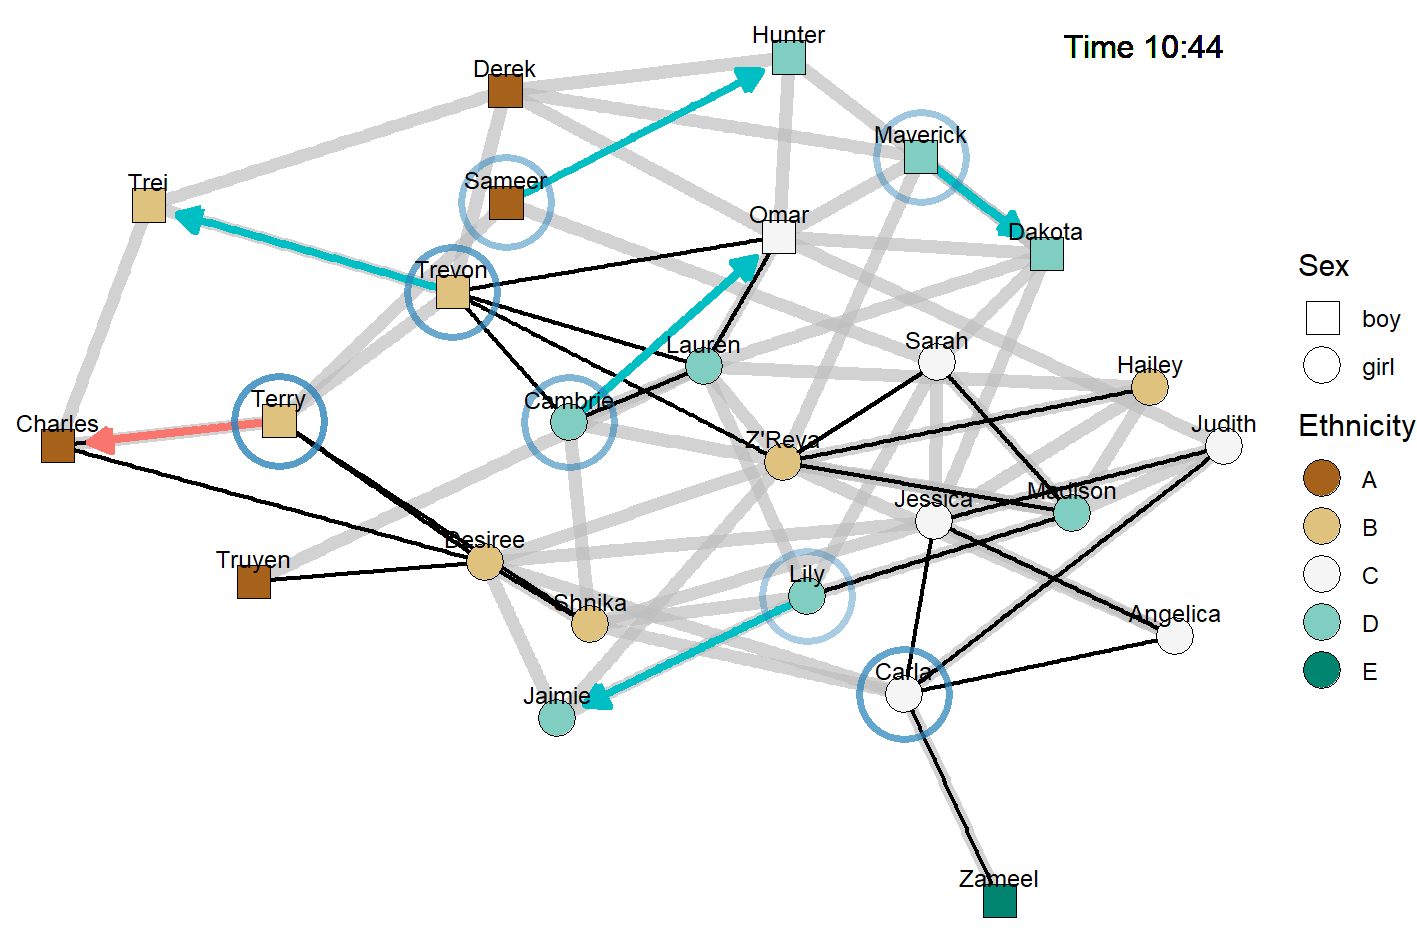 Time 10:44
Hunter
Derek
Maverick
Sameer
Trei
Omar
Dakota
Trevon
Lauren
Sarah
Hailey
Terry
Cambrie
Charles
Judith
Z'Reya
Madison
Jessica
Desiree
Truyen
Lily
Shnika
Angelica
Carla
Jaimie
Zameel
Sex
boy
girl
Ethnicity
A
B
C
D
E